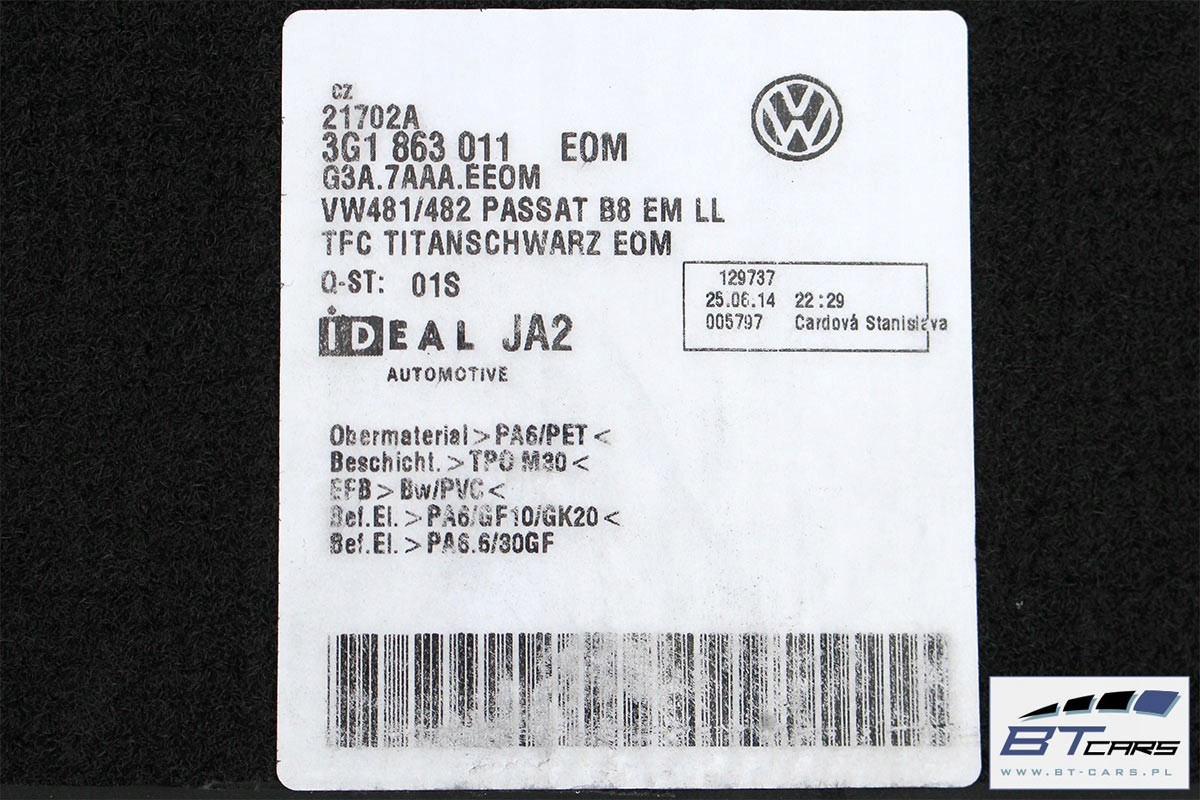 cz
21702A
3G1 863 011 EOM
G3A.7AAA.EEOM
VW481/482 PASSAT B8 EM LL
TFC TITANSCHWARZ EOM
Q-ST: 01S
129737
25.06.14 22:29
005797 Cardová Stanislava
iDEAL JA2
AUTOMOTIVE
Obermaterial>PA6/PET<
Beschicht.>TPO M30<
EFB>Bw/PVC<
Bef.El.>PA6/GF10/GK20<
Bef.El.>PA6.6/30GF
BTCARS
WWW.BT-CARS.PL